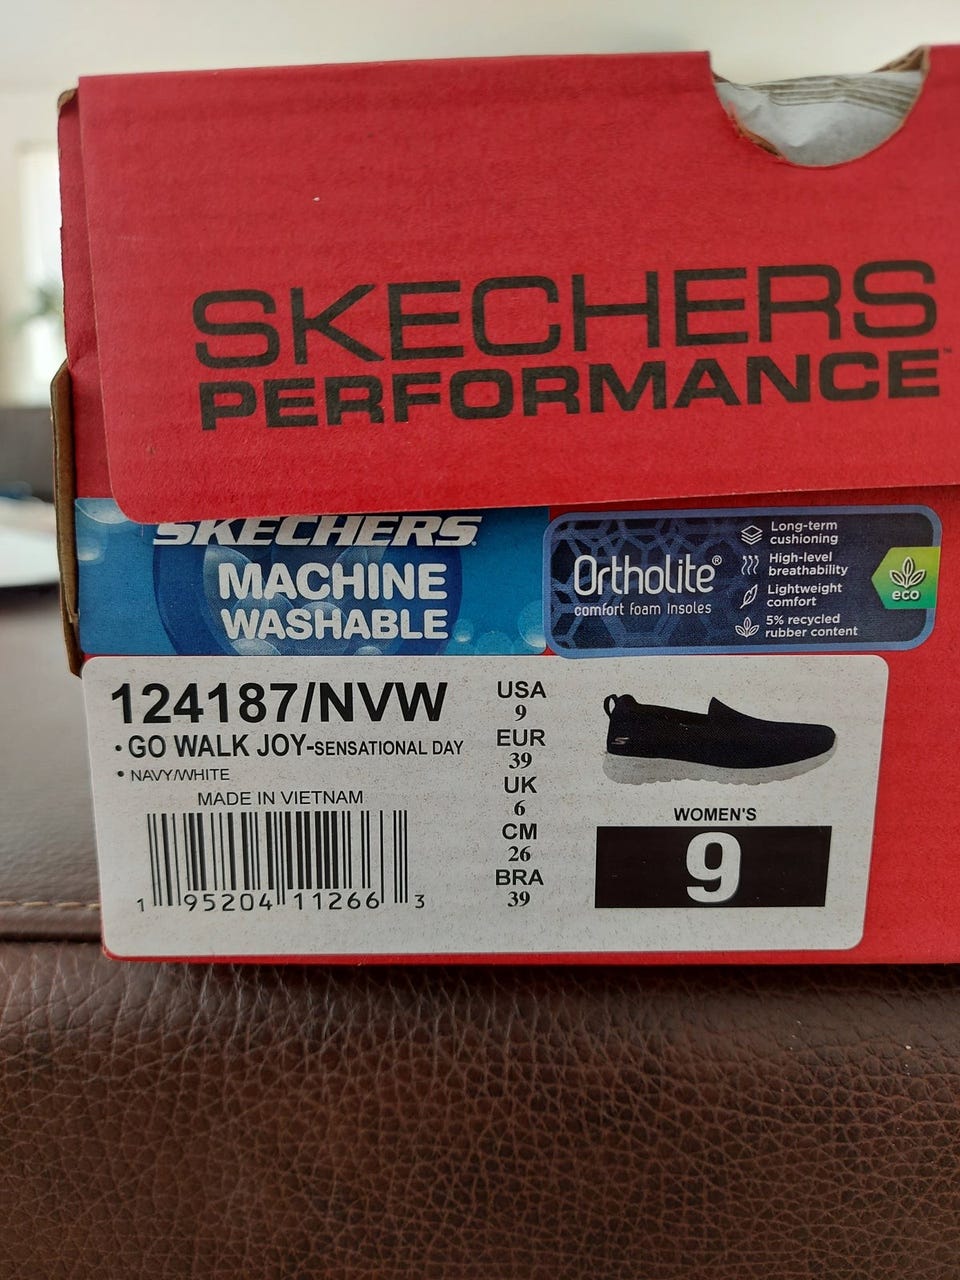 SKECHERS
PERFORMANCE™
SKECHERS.
MACHINE
WASHABLE
OrthoLite®
comfort foam insoles
Long-term
cushioning
High-level
breathability
Lightweight
comfort
5% recycled
rubber content
eco
124187/NVW
• GO WALK JOY-SENSATIONAL DAY
• NAVY/WHITE
MADE IN VIETNAM
1 95204 11266 3
USA
9
EUR
39
UK
6
CM
26
BRA
39
WOMEN'S
9